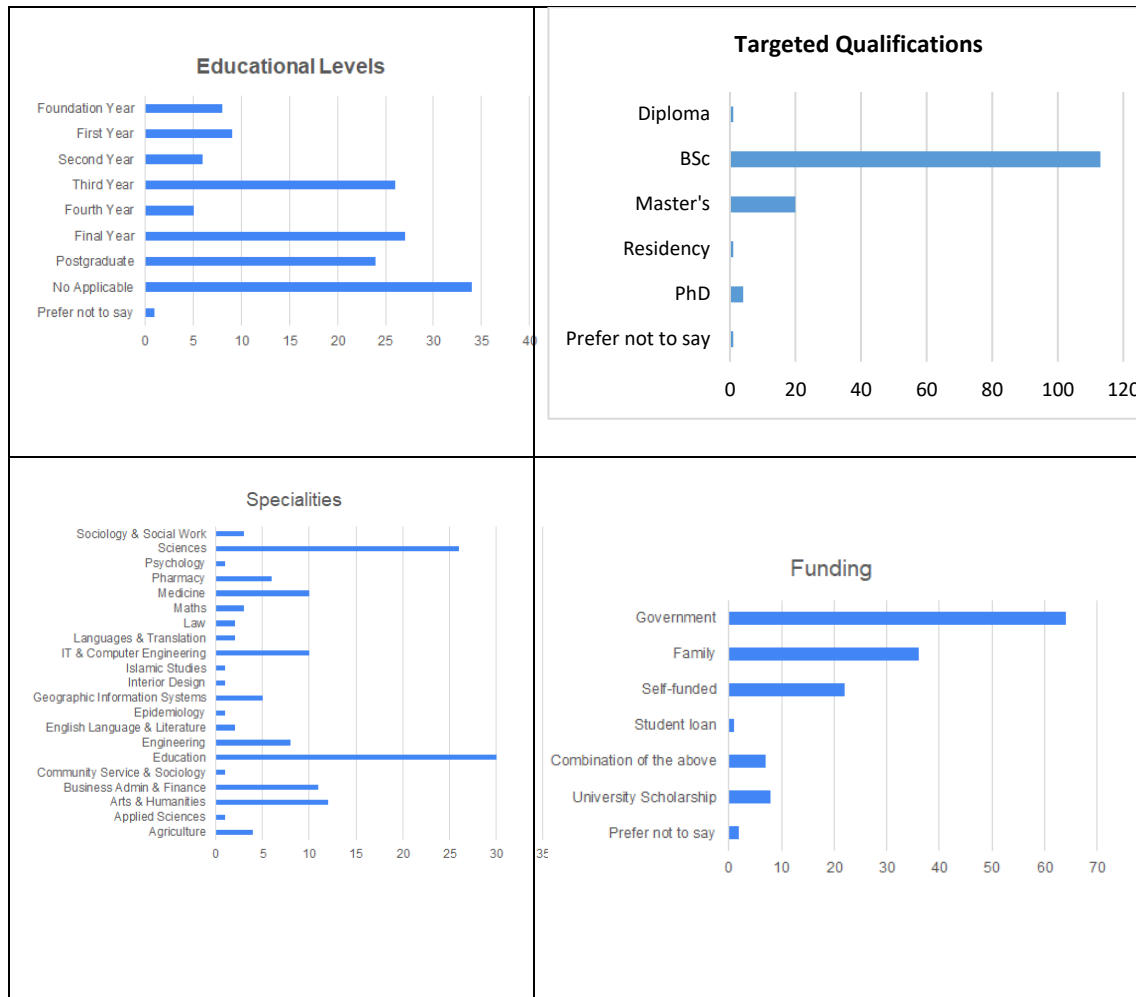 Educational Levels
Foundation Year
First Year
Second Year
Third Year
Fourth Year
Final Year
Postgraduate
No Applicable
Prefer not to say
0 5 10 15 20 25 30 35 40
Targeted Qualifications
Diploma
BSc
Master's
Residency
PhD
Prefer not to say
0 20 40 60 80 100 120
Specialities
Sociology & Social Work
Sciences
Psychology
Pharmacy
Medicine
Maths
Law
Languages & Translation
IT & Computer Engineering
Islamic Studies
Interior Design
Geographic Information Systems
Epidemiology
English Language & Literature
Engineering
Education
Community Service & Sociology
Business Admin & Finance
Arts & Humanities
Applied Sciences
Agriculture
0 5 10 15 20 25 30 35
Funding
Government
Family
Self-funded
Student loan
Combination of the above
University Scholarship
Prefer not to say
0 10 20 30 40 50 60 70